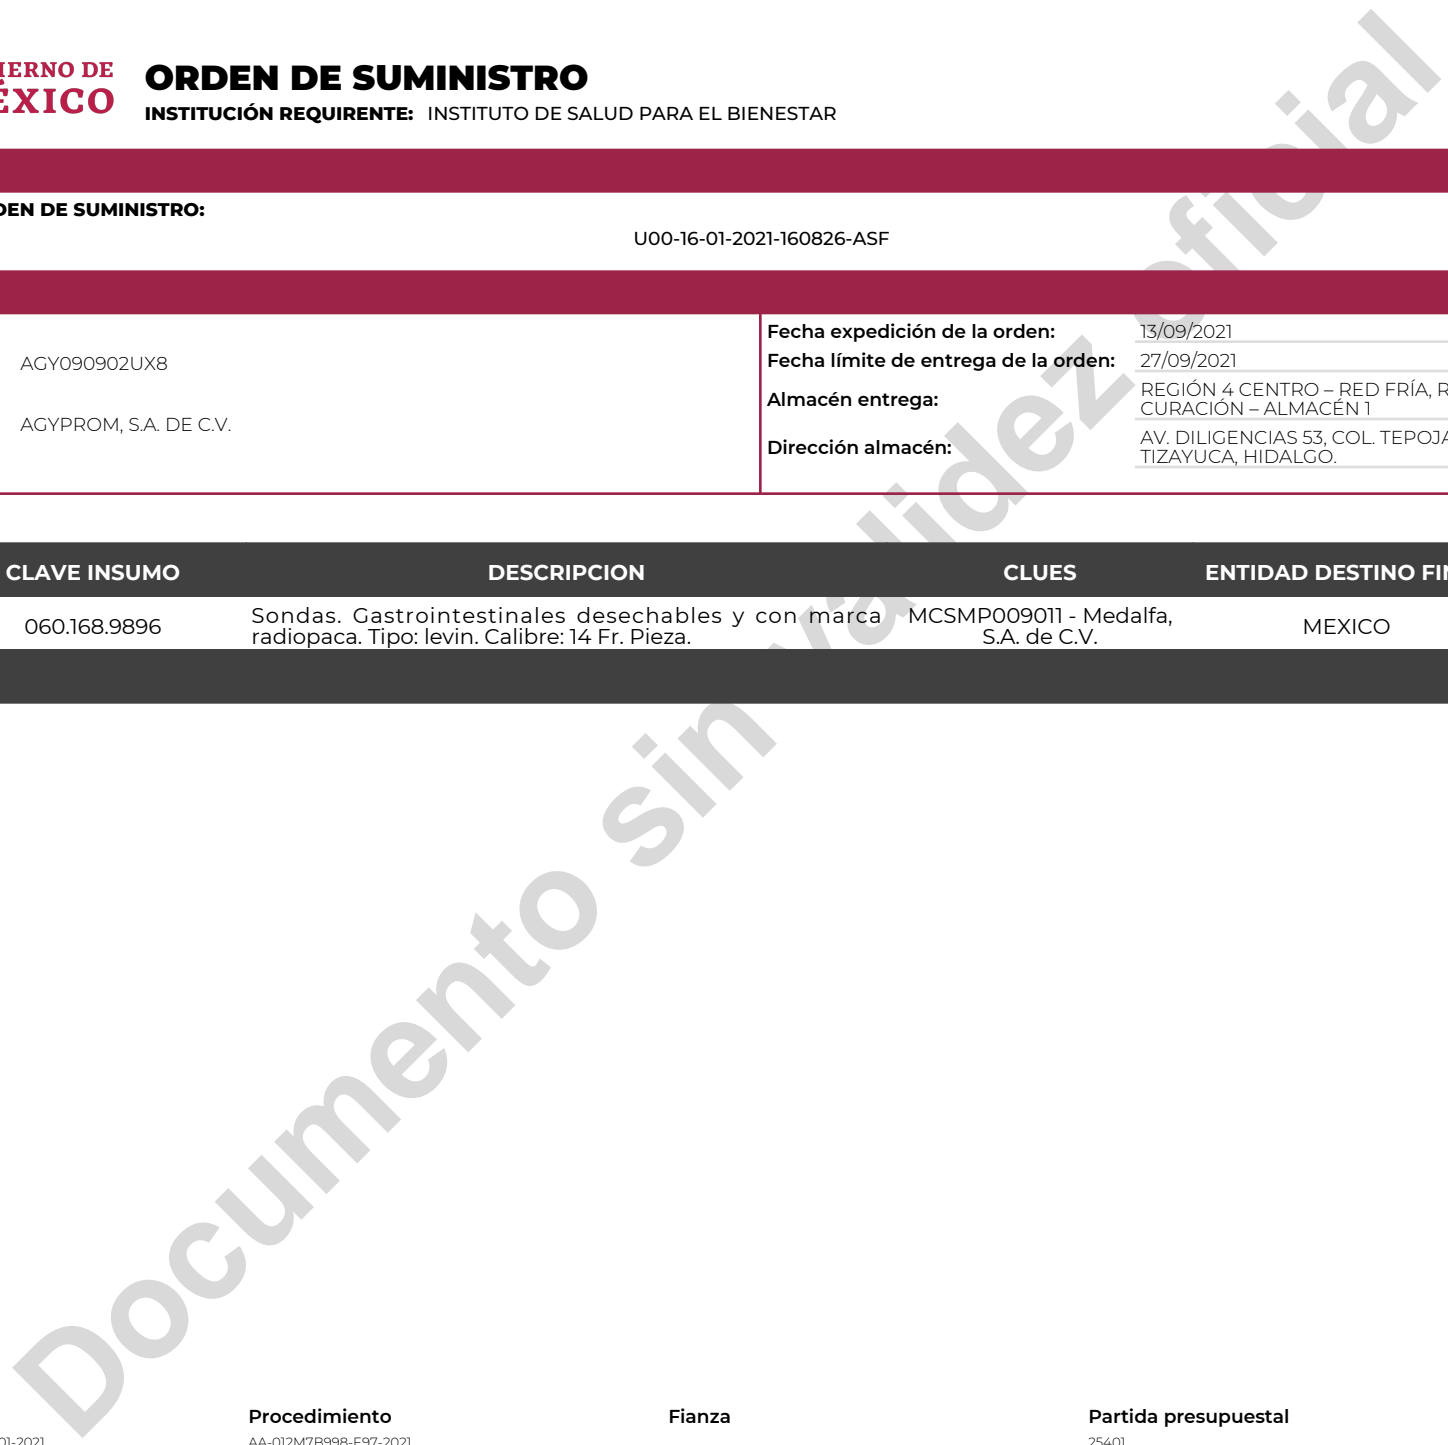 IERNO DE
ÉXICO
ORDEN DE SUMINISTRO
INSTITUCIÓN REQUIRENTE: INSTITUTO DE SALUD PARA EL BIENESTAR
DEN DE SUMINISTRO:
U00-16-01-2021-160826-ASF
AGY090902UX8
AGYPROM, S.A. DE C.V.
Fecha expedición de la orden: 13/09/2021
Fecha límite de entrega de la orden: 27/09/2021
Almacén entrega: REGIÓN 4 CENTRO – RED FRÍA, R
CURACIÓN – ALMACÉN 1
Dirección almacén: AV. DILIGENCIAS 53, COL. TEPOJA
TIZAYUCA, HIDALGO.
CLAVE INSUMO DESCRIPCION CLUES ENTIDAD DESTINO FIN
060.168.9896
Sondas. Gastrointestinales desechables y con marca
radiopaca. Tipo: levin. Calibre: 14 Fr. Pieza.
MCSMP009011 - Medalfa,
S.A. de C.V.
MEXICO
Documento sin validez oficial
Procedimiento Fianza Partida presupuestal
01-2021 AA-012M7B998-E97-2021 25401